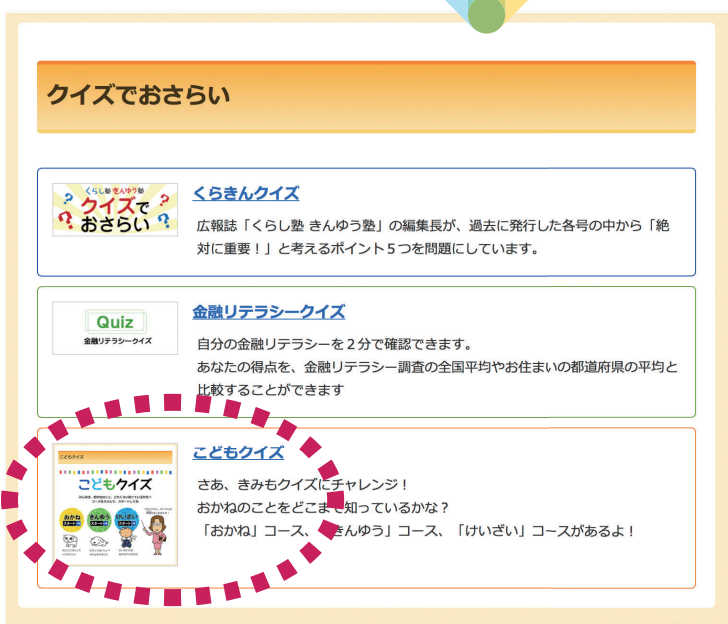 クイズでおさらい
くらし塾 きんゆう塾
クイズで
おさらい
くらきんクイズ
広報誌「くらし塾 きんゆう塾」の編集長が、過去に発行した各号の中から「絶
対に重要！」と考えるポイント５つを問題にしています。
Quiz
金融リテラシークイズ
金融リテラシークイズ
自分の金融リテラシーを２分で確認できます。
あなたの得点を、金融リテラシー調査の全国平均やお住まいの都道府県の平均と
比較することができます
こどもクイズ
こどもクイズ
おかね
スタート
きんゆう
スタート
けいざい
スタート
こどもクイズ
さあ、きみもクイズにチャレンジ！
おかねのことをどこまで知っているかな？
「おかね」コース、「きんゆう」コース、「けいざい」コースがあるよ！